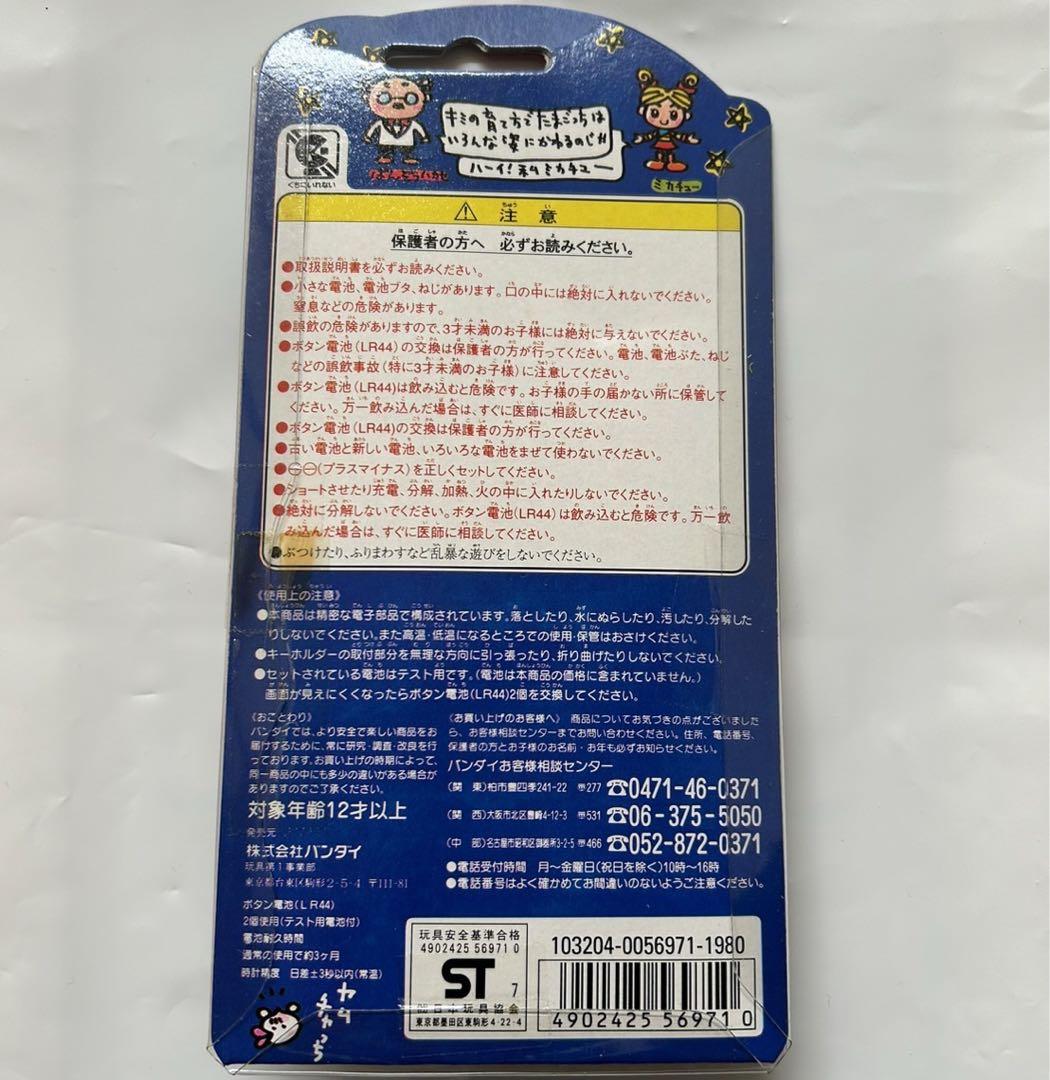 キミの育て方でたまごっちは
いろんな姿にかわるのじゃ!!
ハーイ!私ミカチュー
ミカチュー
くちにいれない
注意
保護者の方へ 必ずお読みください。
●取扱説明書を必ずお読みください。
●小さな電池、電池ブタ、ねじがあります。口の中には絶対に入れないでください。
窒息などの危険があります。
●誤飲の危険がありますので、3才未満のお子様には絶対に与えないでください。
●ボタン電池(LR44)の交換は保護者の方が行ってください。電池、電池ぶた、ねじ
などの誤飲事故(特に3才未満のお子様)に注意してください。
●ボタン電池(LR44)は飲み込むと危険です。お子様の手の届かない所に保管して
ください。万一飲み込んだ場合は、すぐに医師に相談してください。
●ボタン電池(LR44)の交換は保護者の方が行ってください。
●古い電池と新しい電池、いろいろな電池をまぜて使わないでください。
●⊖⊖(プラスマイナス)を正しくセットしてください。
●ショートさせたり充電、分解、加熱、火の中に入れたりしないでください。
●絶対に分解しないでください。ボタン電池(LR44)は飲み込むと危険です。万一飲
み込んだ場合は、すぐに医師に相談してください。
●ぶつけたり、ふりまわすなど乱暴な遊びをしないでください。
《使用上の注意》
●本商品は精密な電子部品で構成されています。落としたり、水にぬらしたり、汚したり、分解した
りしないでください。また高温・低温になるところでの使用・保管はおさけください。
●キーホルダーの取付部分を無理な方向に引っ張ったり、折り曲げたりしないでください。
●セットされている電池はテスト用です。(電池は本商品の価格に含まれていません。)
画面が見えにくくなったらボタン電池(LR44)2個を交換してください。
《おことわり》
バンダイでは、より安全で楽しい商品をお
届けするために、常に研究・調査・改良を行
っております。お買い上げの時期によって、
同一商品の中にも多少の違いがある場合が
ありますのでご了承ください。
対象年齢12才以上
発売元
株式会社バンダイ
玩具第1事業部
東京都台東区駒形2-5-4 〒111-81
ボタン電池(LR44)
2個使用(テスト用電池付)
電池耐久時間
通常の使用で約3ヶ月
時計精度 日差±3秒以内(常温)
《お買い上げのお客様へ》 商品についてお気づきの点がございました
ら、お客様相談センターまでお問い合わせください。住所、電話番号、
保護者の方とお子様のお名前・お年も必ずお知らせください。
バンダイお客様相談センター
(関 東)柏市豊四季241-22 〒277 ☎0471-46-0371
(関 西)大阪市北区豊崎4-12-3 〒531 ☎06-375-5050
(中 部)名古屋市昭和区御器所3-2-5 〒466 ☎052-872-0371
●電話受付時間 月〜金曜日(祝日を除く)10時〜16時
●電話番号はよく確かめてお間違いのないようご注意ください。
玩具安全基準合格
4902425 56971 0
ST 7
日本玩具協会
東京都墨田区東駒形4-22-4
103204-0056971-1980
4902425 569710